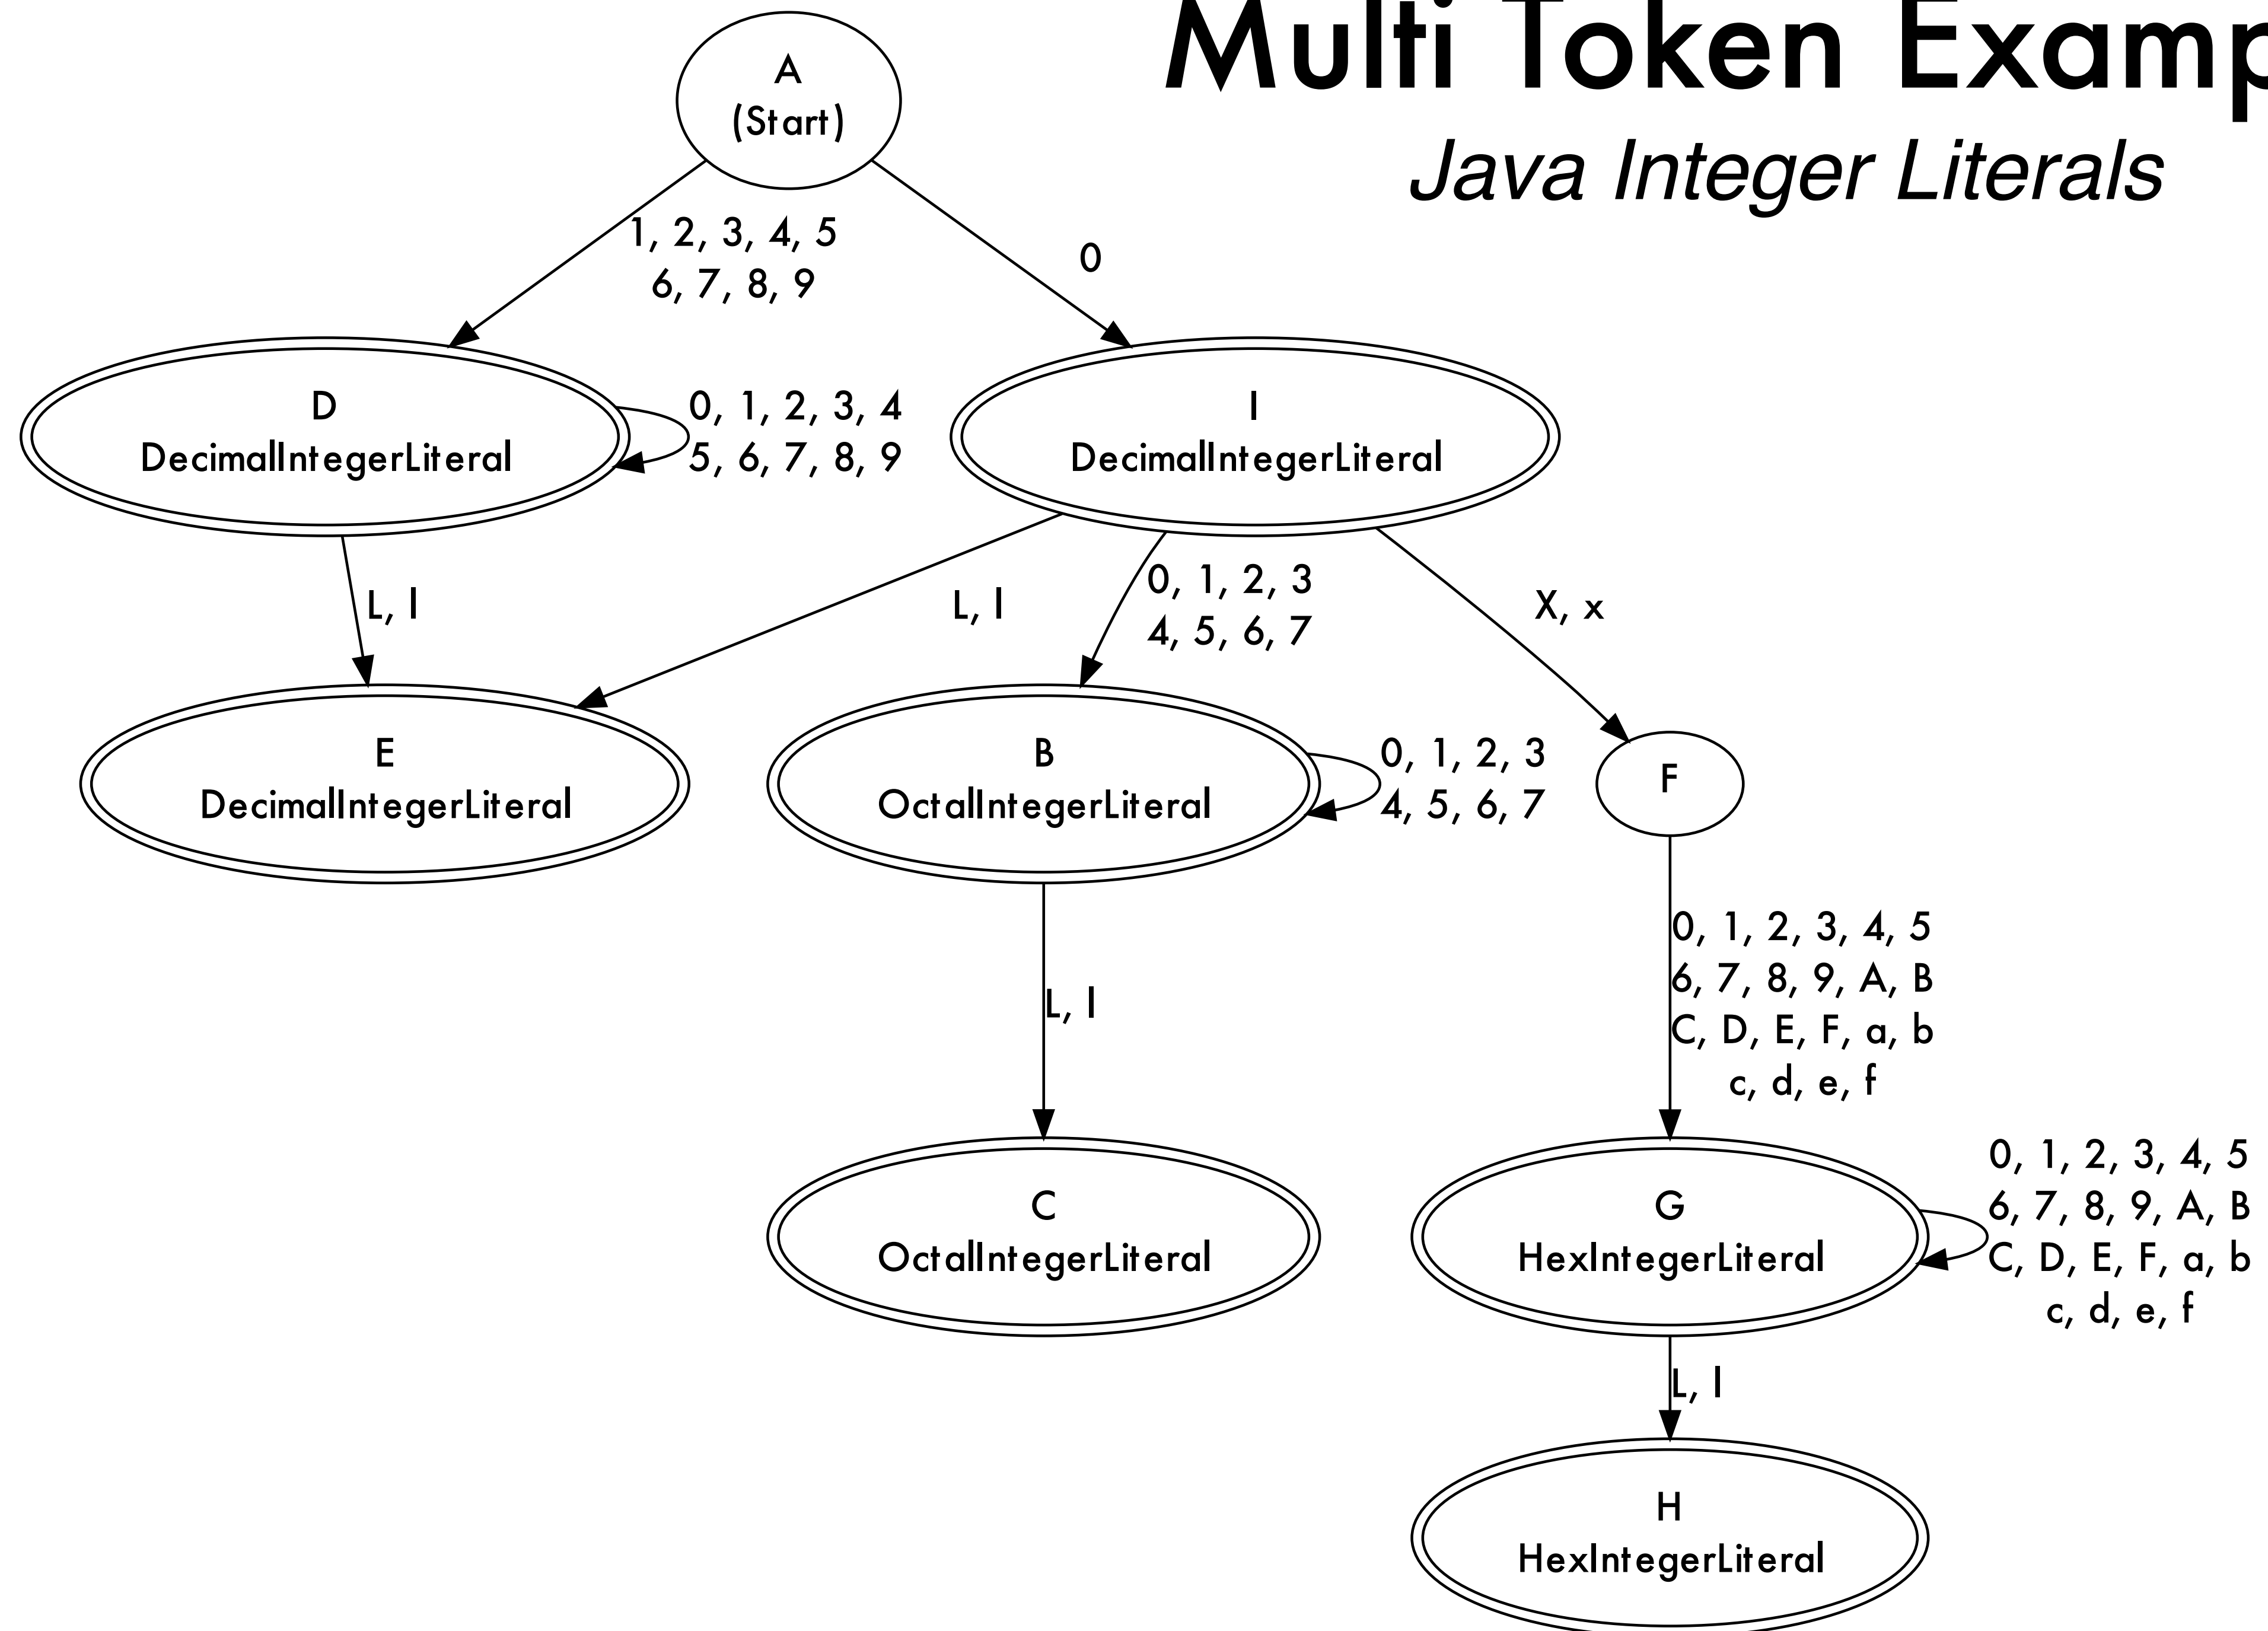 Multi Token Examp
Java Integer Literals
A
(Start)
1, 2, 3, 4, 5
6, 7, 8, 9
0
D
DecimalIntegerLiteral
0, 1, 2, 3, 4
5, 6, 7, 8, 9
I
DecimalIntegerLiteral
L, l
L, l
0, 1, 2, 3
4, 5, 6, 7
X, x
E
DecimalIntegerLiteral
B
OctalIntegerLiteral
0, 1, 2, 3
4, 5, 6, 7
F
L, l
0, 1, 2, 3, 4, 5
6, 7, 8, 9, A, B
C, D, E, F, a, b
c, d, e, f
C
OctalIntegerLiteral
G
HexIntegerLiteral
0, 1, 2, 3, 4, 5
6, 7, 8, 9, A, B
C, D, E, F, a, b
c, d, e, f
L, l
H
HexIntegerLiteral